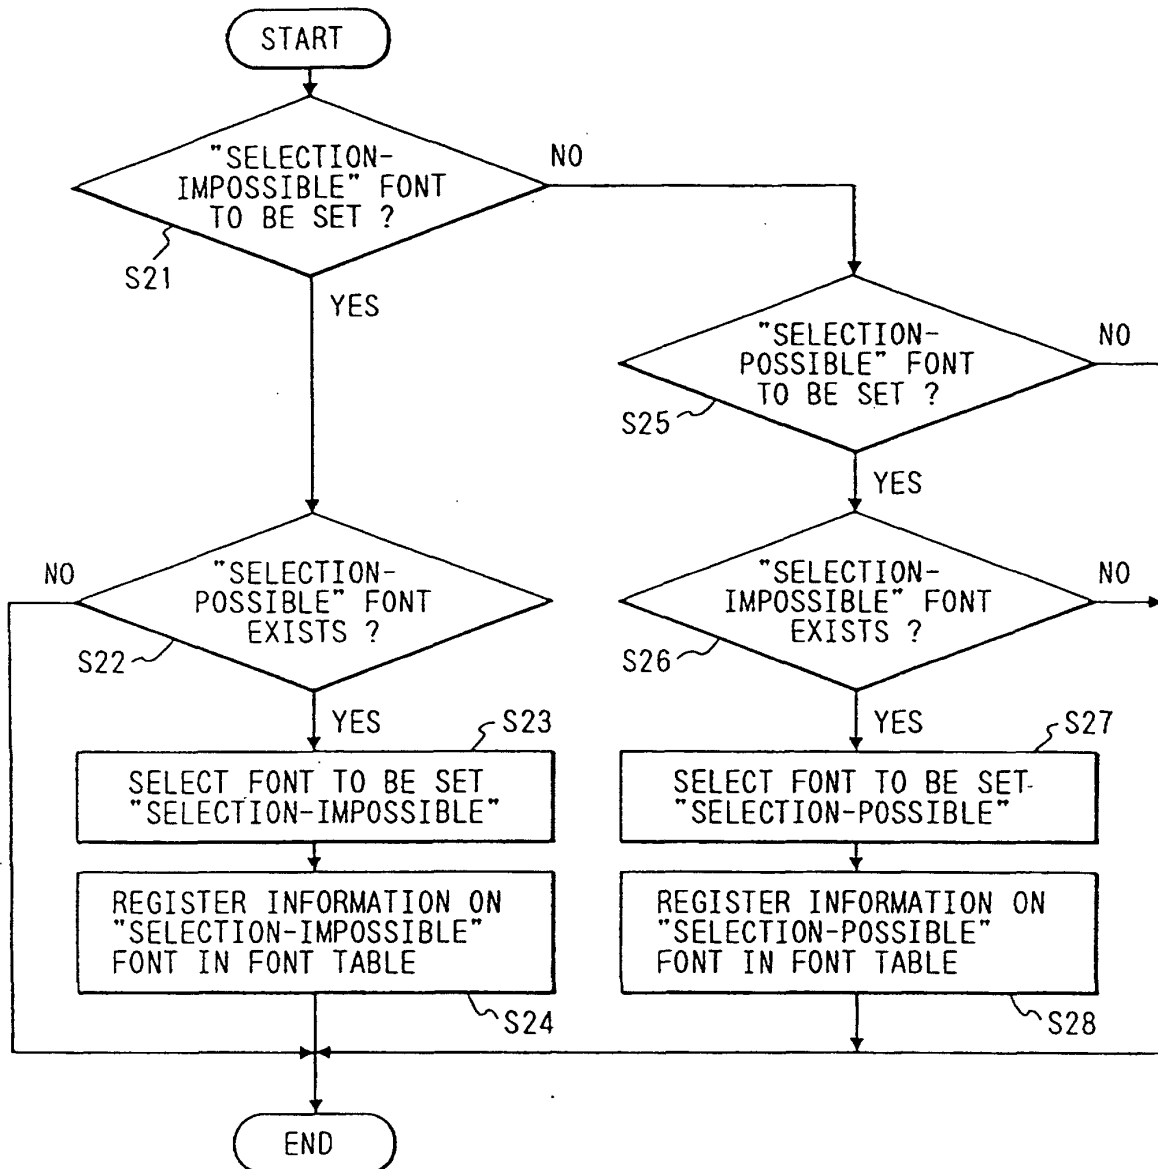 START
"SELECTION-
IMPOSSIBLE" FONT
TO BE SET ?
NO
S21
YES
"SELECTION-
POSSIBLE" FONT
TO BE SET ?
NO
S25
YES
"SELECTION-
POSSIBLE" FONT
EXISTS ?
NO
S22
YES
"SELECTION-
IMPOSSIBLE" FONT
EXISTS ?
NO
S26
YES
S23
SELECT FONT TO BE SET
"SELECTION-IMPOSSIBLE"
S27
SELECT FONT TO BE SET
"SELECTION-POSSIBLE"
REGISTER INFORMATION ON
"SELECTION-IMPOSSIBLE"
FONT IN FONT TABLE
S24
REGISTER INFORMATION ON
"SELECTION-POSSIBLE"
FONT IN FONT TABLE
S28
END